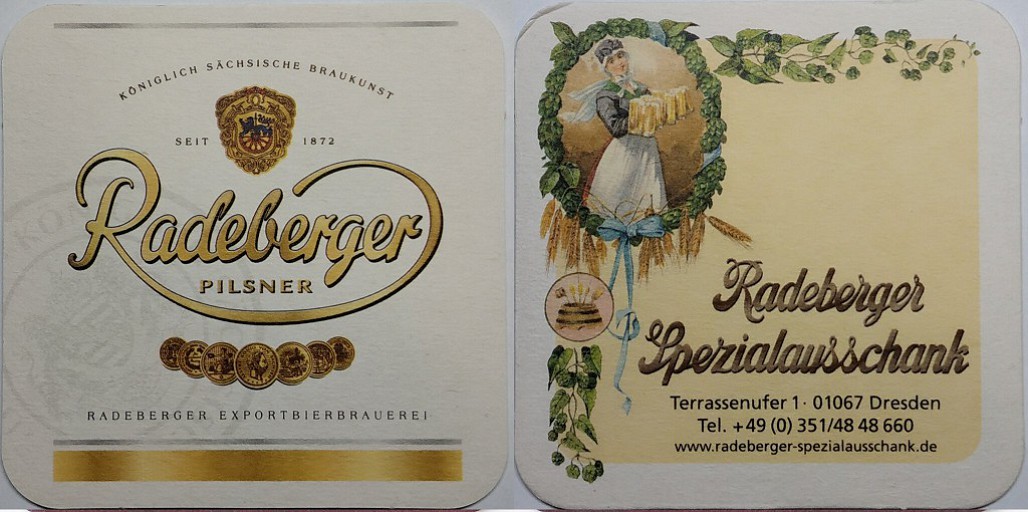 KÖNIGLICH SÄCHSISCHE BRAUKUNST
SEIT 1872
Radeberger
PILSNER
RADEBERGER EXPORTBIERBRAUEREI
Radeberger
Spezialausschank
Terrassenufer 1 · 01067 Dresden
Tel. +49 (0) 351/48 48 660
www.radeberger-spezialausschank.de